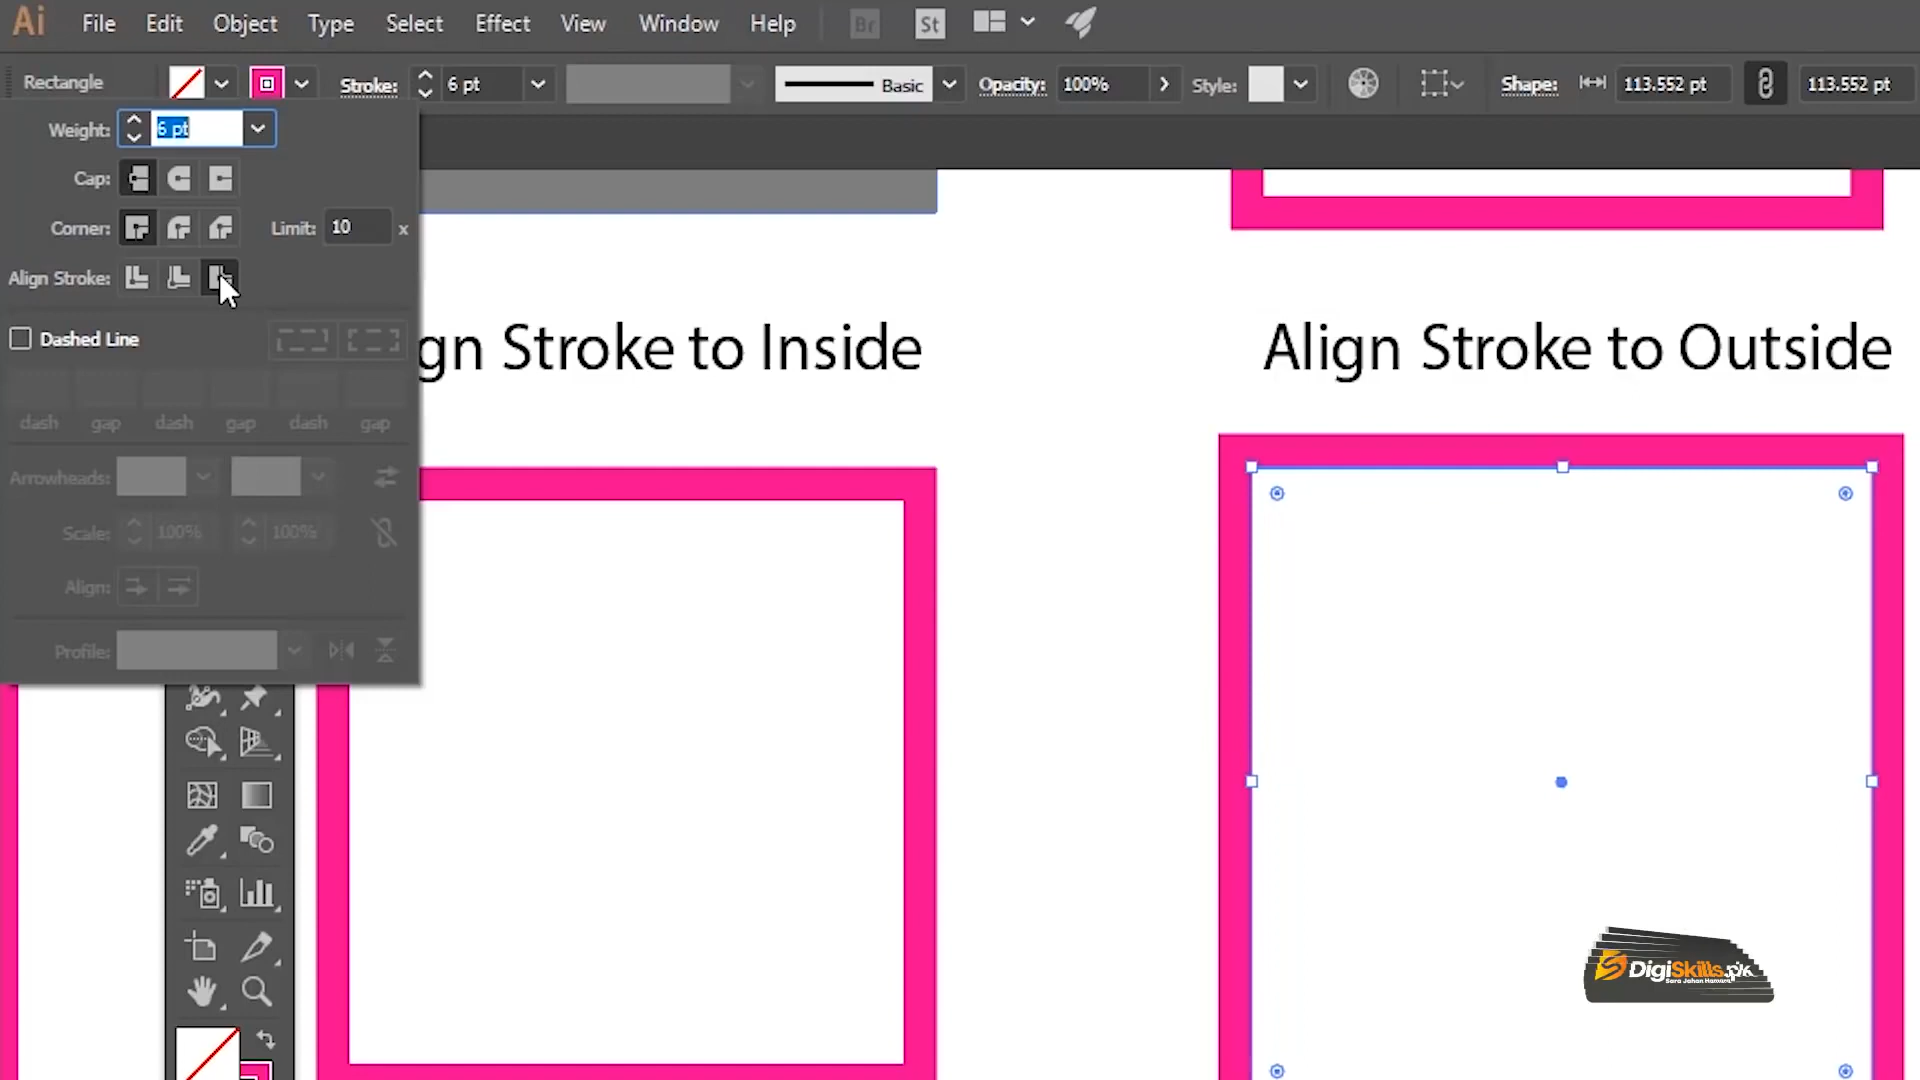 Ai File Edit Object Type Select Effect View Window Help Br St
Rectangle Stroke: 6 pt Basic Opacity: 100% Style: Shape: 113.552 pt 113.552 pt
Weight: 6 pt
Cap:
Corner: Limit: 10 x
Align Stroke:
Dashed Line
dash gap dash gap dash gap
Arrowheads:
Scale: 100% 100%
Align:
Profile:
gn Stroke to Inside
Align Stroke to Outside
DigiSkills.pk